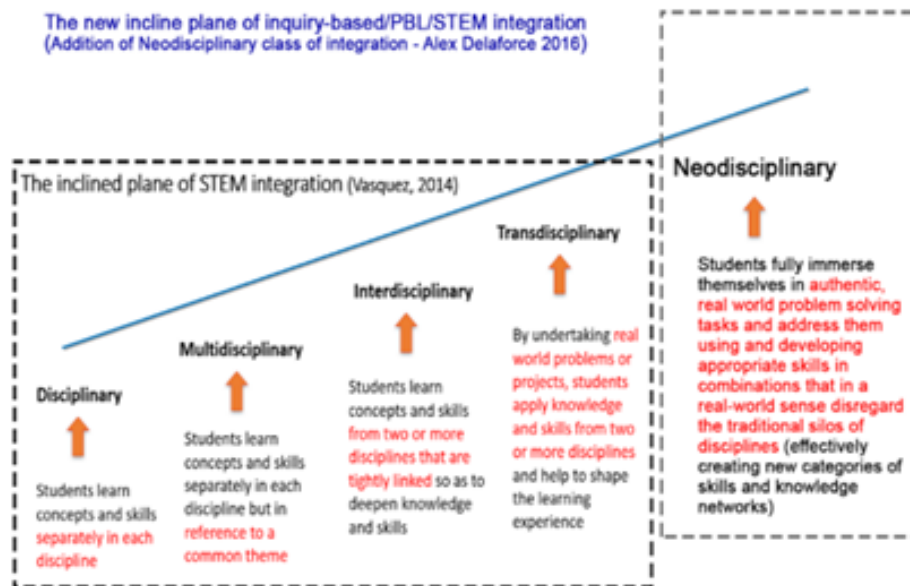 The new incline plane of inquiry-based/PBL/STEM integration
(Addition of Neodisciplinary class of integration - Alex Delaforce 2016)
The inclined plane of STEM integration (Vasquez, 2014)
Disciplinary
Students learn
concepts and skills
separately in each
discipline
Multidisciplinary
Students learn
concepts and skills
separately in each
discipline but in
reference to a
common theme
Interdisciplinary
Students learn
concepts and skills
from two or more
disciplines that are
tightly linked so as to
deepen knowledge
and skills
Transdisciplinary
By undertaking real
world problems or
projects, students
apply knowledge
and skills from two
or more disciplines
and help to shape
the learning
experience
Neodisciplinary
Students fully immerse
themselves in authentic,
real world problem solving
tasks and address them
using and developing
appropriate skills in
combinations that in a
real-world sense disregard
the traditional silos of
disciplines (effectively
creating new categories of
skills and knowledge
networks)